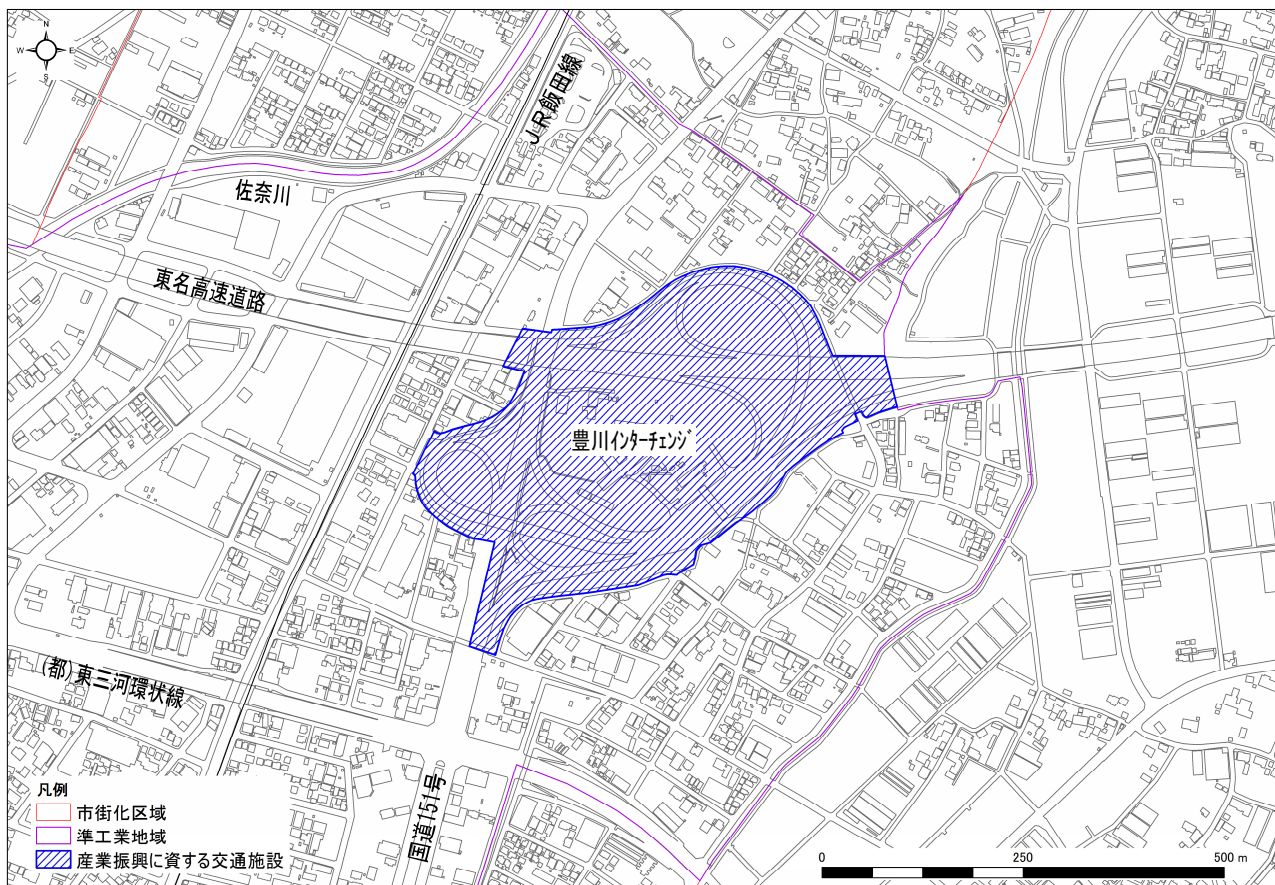 N
W E
S
JR飯田線
佐奈川
東名高速道路
豊川インターチェンジ
(都)東三河環状線
国道151号
凡例
市街化区域
準工業地域
産業振興に資する交通施設
0 250 500 m